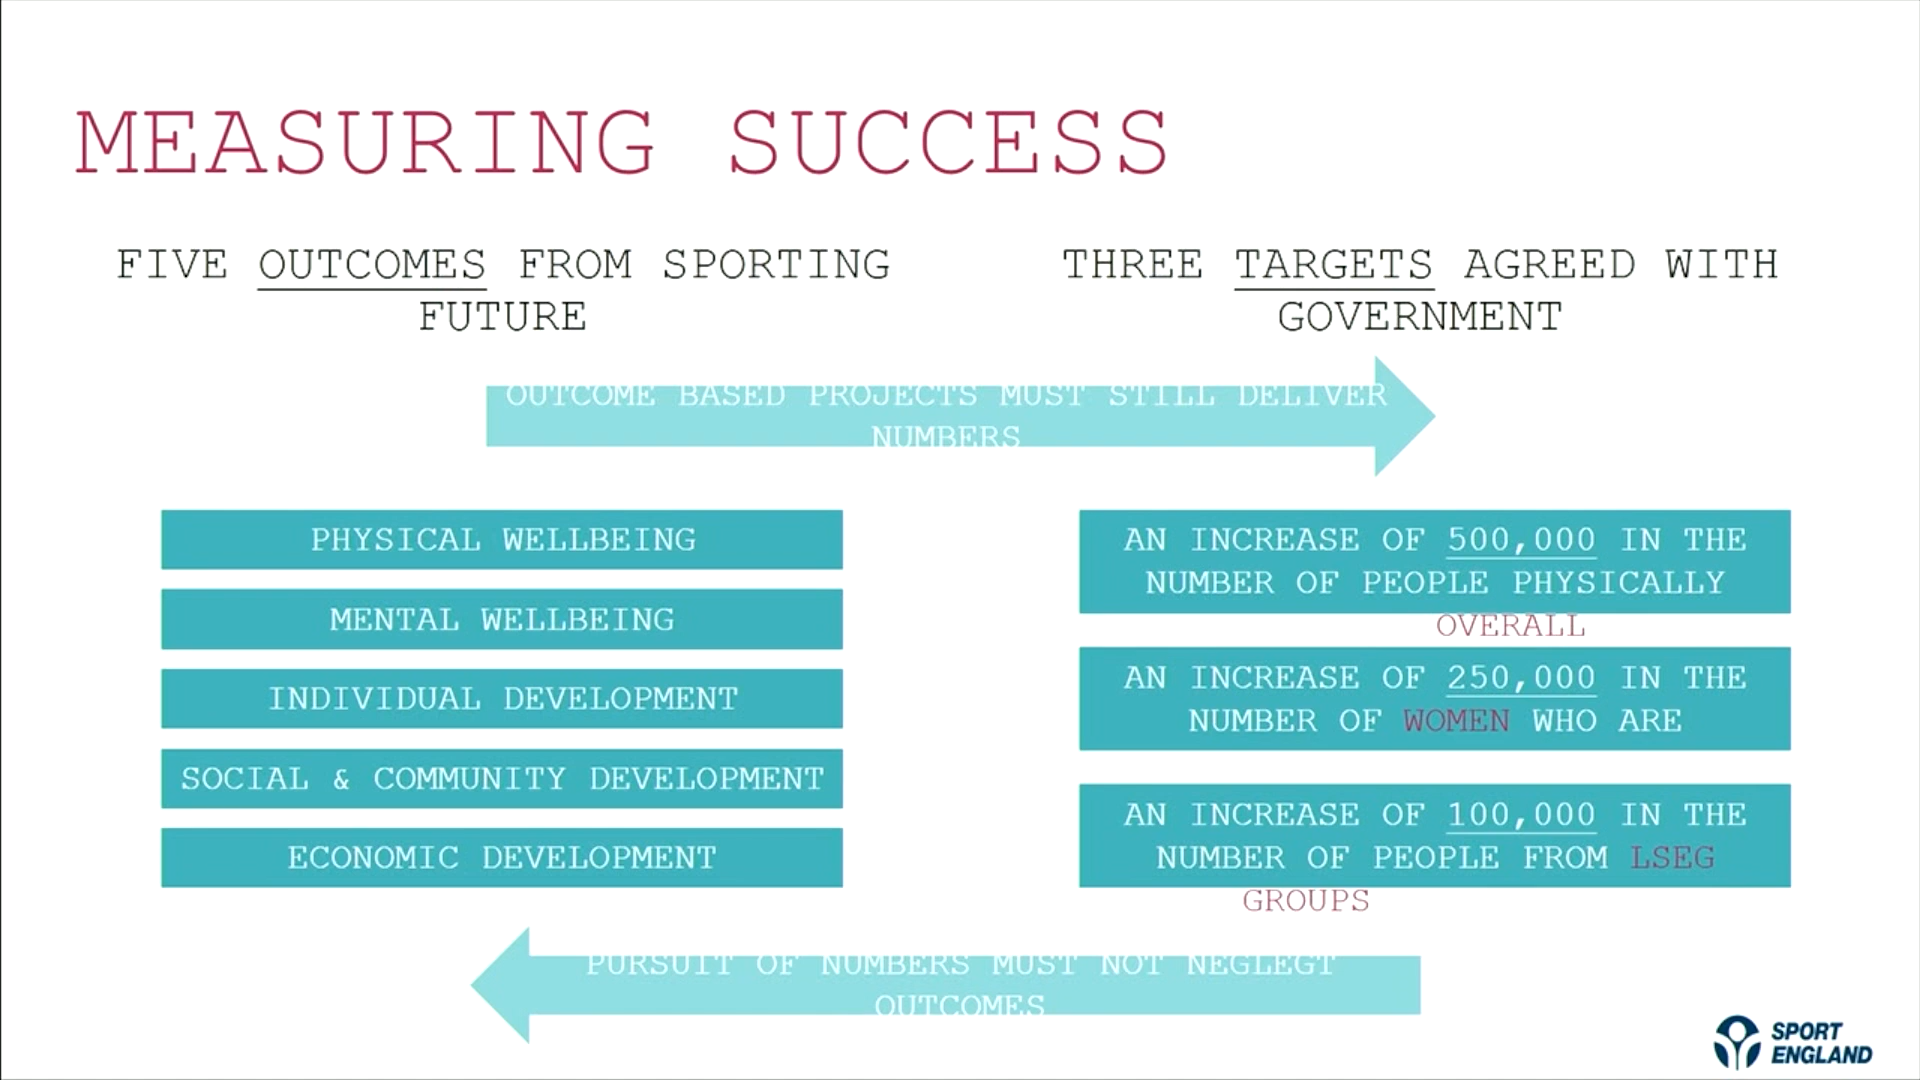 MEASURING SUCCESS
FIVE OUTCOMES FROM SPORTING
FUTURE
THREE TARGETS AGREED WITH
GOVERNMENT
OUTCOME BASED PROJECTS MUST STILL DELIVER
NUMBERS
PHYSICAL WELLBEING
MENTAL WELLBEING
INDIVIDUAL DEVELOPMENT
SOCIAL & COMMUNITY DEVELOPMENT
ECONOMIC DEVELOPMENT
AN INCREASE OF 500,000 IN THE
NUMBER OF PEOPLE PHYSICALLY
OVERALL
AN INCREASE OF 250,000 IN THE
NUMBER OF WOMEN WHO ARE
AN INCREASE OF 100,000 IN THE
NUMBER OF PEOPLE FROM LSEG
GROUPS
PURSUIT OF NUMBERS MUST NOT NEGLEGT
OUTCOMES
SPORT
ENGLAND